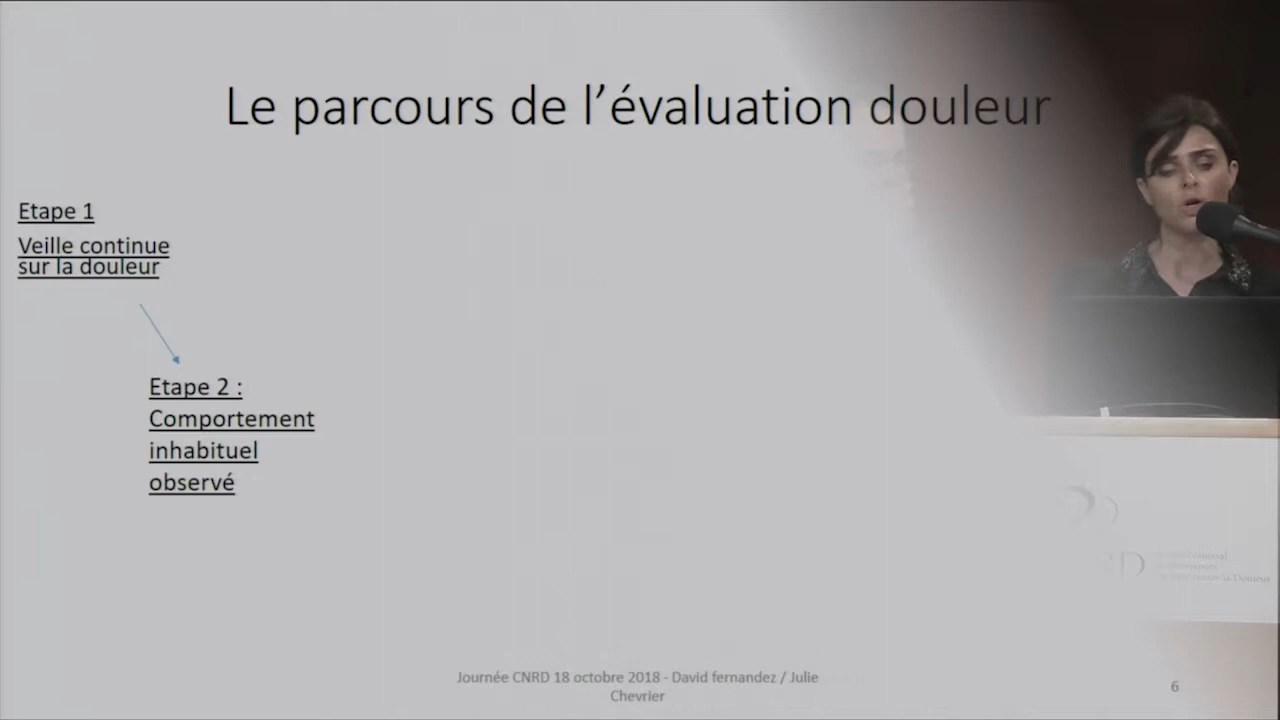 Le parcours de l’évaluation douleur
Etape 1
Veille continue
sur la douleur
Etape 2 :
Comportement
inhabituel
observé
Journée CNRD 18 octobre 2018 - David fernandez / Julie
Chevrier
6